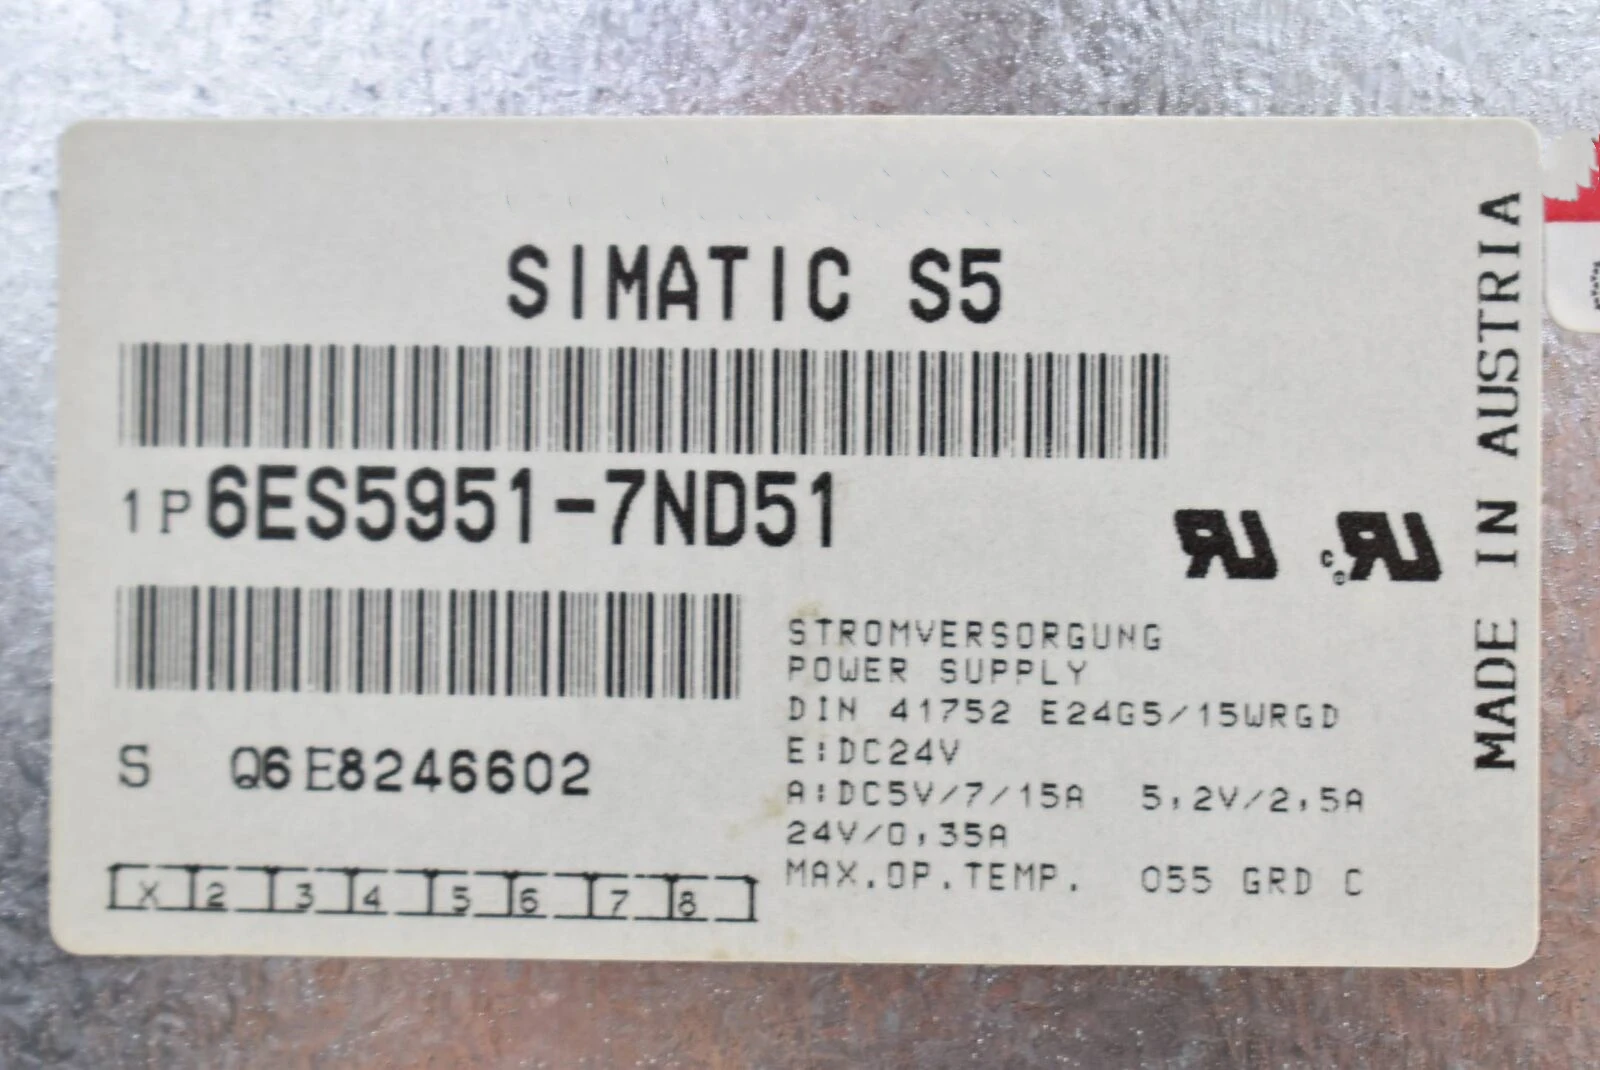 SIMATIC S5
1P 6ES5951-7ND51
S Q6E8246602
X 2 3 4 5 6 7 8
STROMVERSORGUNG
POWER SUPPLY
DIN 41752 E24G5/15WRGD
E:DC24V
A:DC5V/7/15A 5,2V/2,5A
24V/0,35A
MAX.OP.TEMP. 055 GRD C
MADE IN AUSTRIA